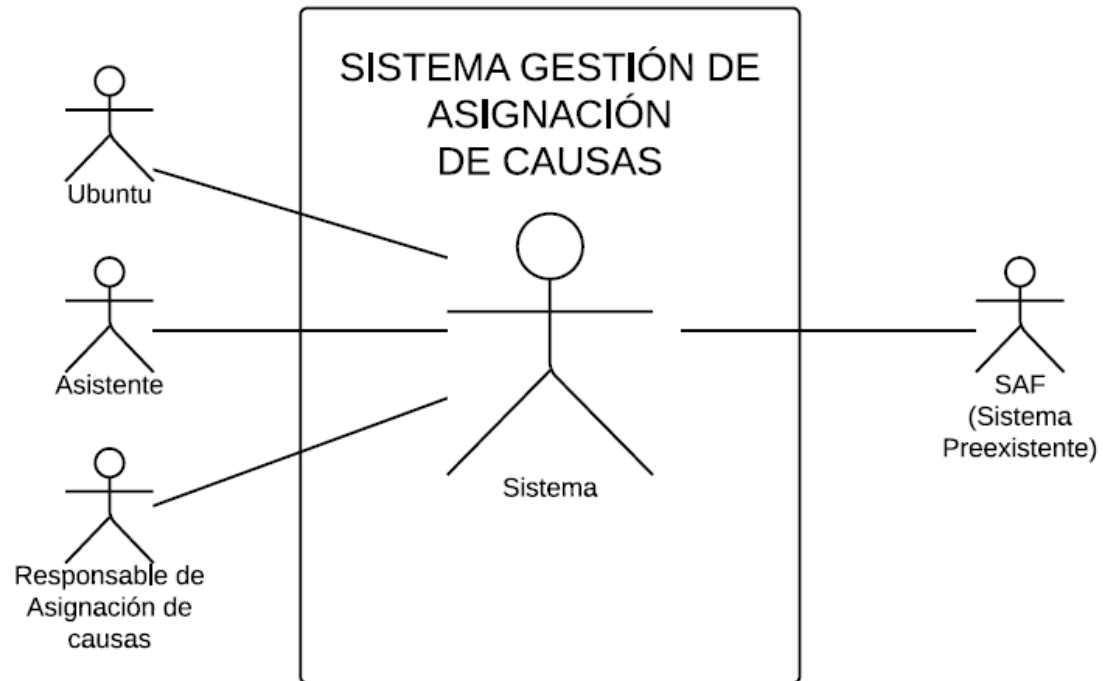 SISTEMA GESTIÓN DE
ASIGNACIÓN
DE CAUSAS
Ubuntu
Asistente
Responsable de
Asignación de
causas
Sistema
SAF
(Sistema
Preexistente)